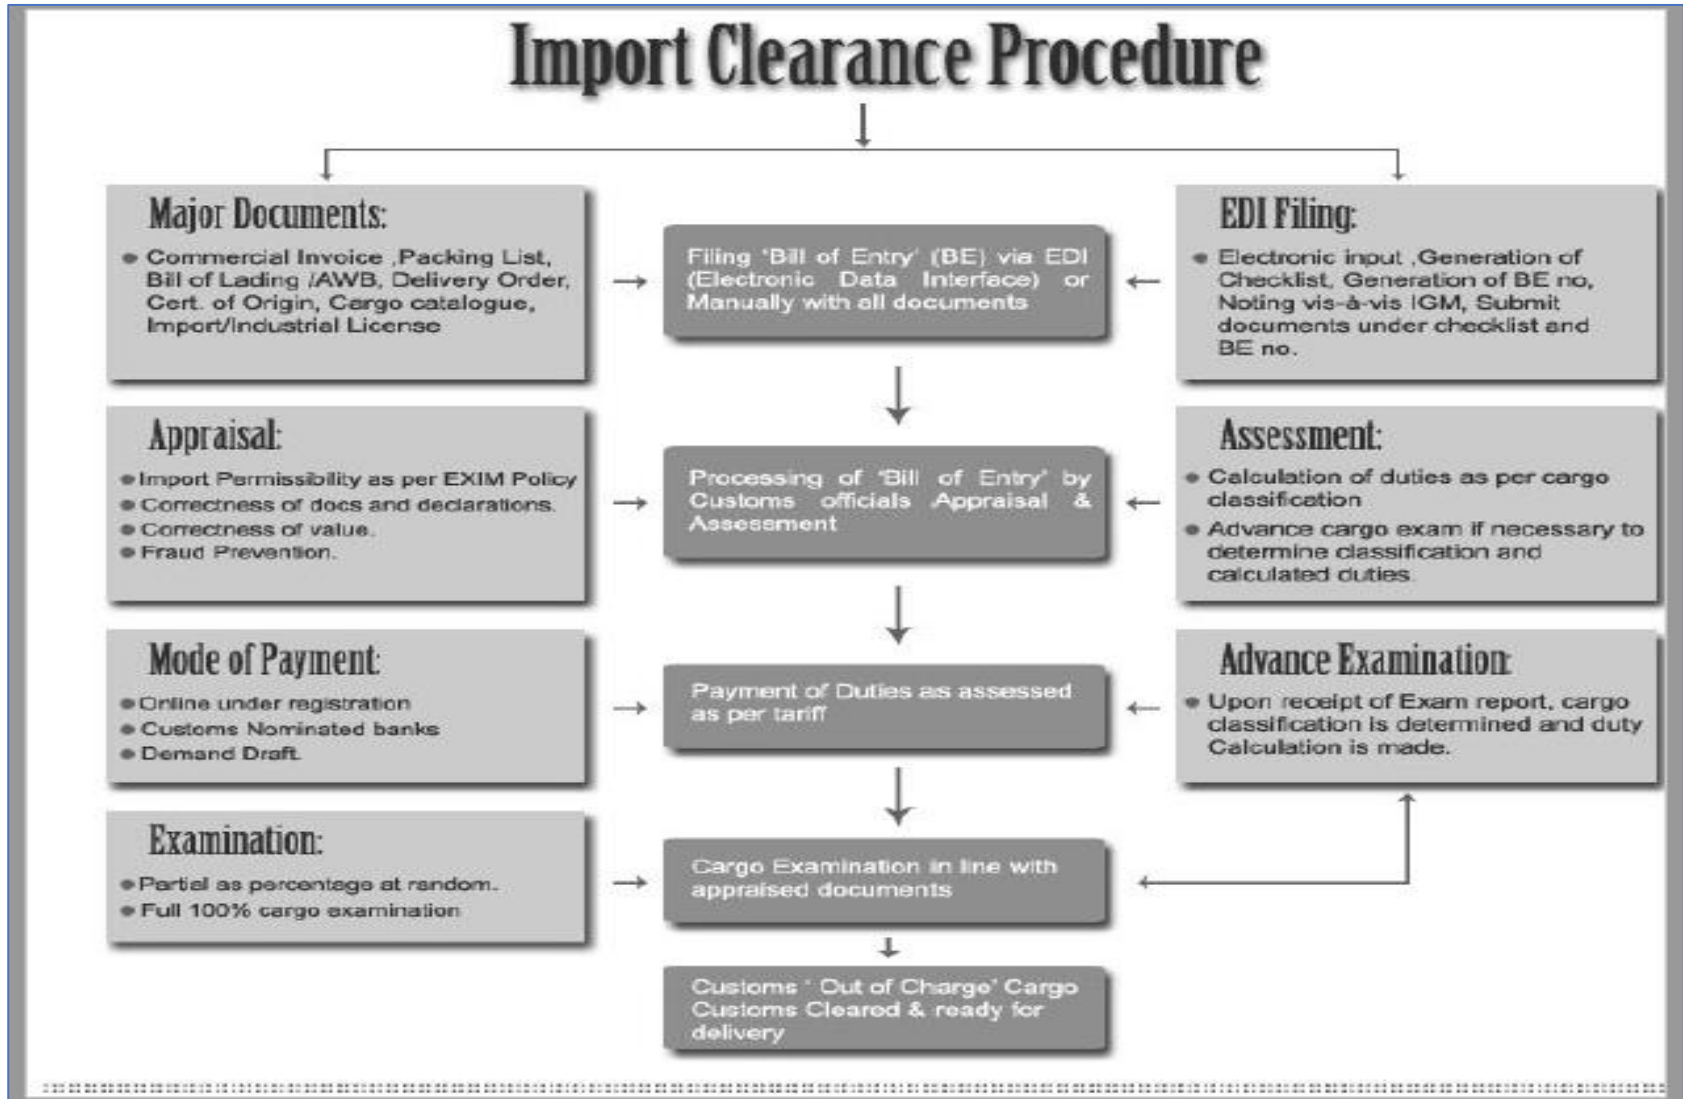 Import Clearance Procedure
Major Documents:
Commercial Invoice ,Packing List,
Bill of Lading /AWB, Delivery Order,
Cert. of Origin, Cargo catalogue,
Import/Industrial License
Filing 'Bill of Entry' (BE) via EDI
(Electronic Data Interface) or
Manually with all documents
EDI Filing:
Electronic input ,Generation of
Checklist, Generation of BE no,
Noting vis-à-vis IGM, Submit
documents under checklist and
BE no.
Appraisal:
Import Permissibility as per EXIM Policy
Correctness of docs and declarations.
Correctness of value.
Fraud Prevention.
Processing of 'Bill of Entry' by
Customs officials Appraisal &
Assessment
Assessment:
Calculation of duties as per cargo
classification
Advance cargo exam if necessary to
determine classification and
calculated duties.
Mode of Payment:
Online under registration
Customs Nominated banks
Demand Draft.
Payment of Duties as assessed
as per tariff
Advance Examination:
Upon receipt of Exam report, cargo
classification is determined and duty
Calculation is made.
Examination:
Partial as percentage at random.
Full 100% cargo examination
Cargo Examination in line with
appraised documents
Customs ' Out of Charge' Cargo
Customs Cleared & ready for
delivery